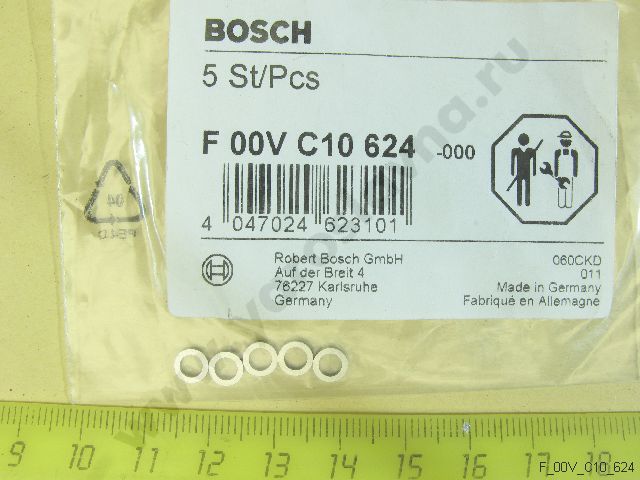 BOSCH
5 St/Pcs
F 00V C10 624 -000
4 047024 623101
Robert Bosch GmbH
Auf der Breit 4
76227 Karlsruhe
Germany
060CKD
011
Made in Germany
Fabriqué en Allemagne
04
9 10 11 12 13 14 15 16 17 18
F_00V_C10_624